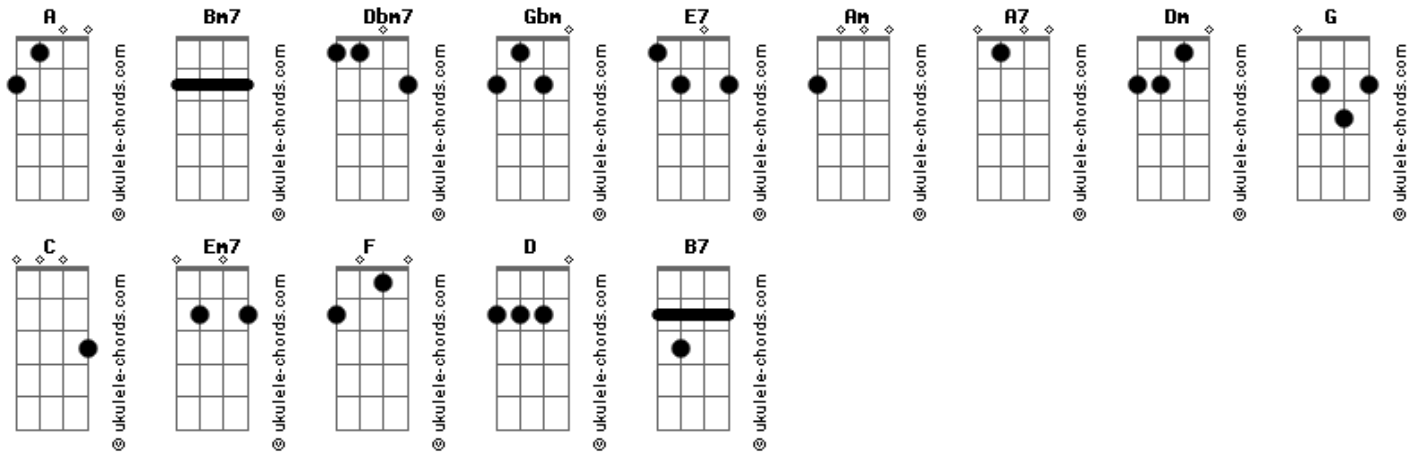 A Bm7 Dbm7 Gbm E7 Am A7 Dm G
© ukulele-chords.com © ukulele-chords.com © ukulele-chords.com © ukulele-chords.com © ukulele-chords.com © ukulele-chords.com © ukulele-chords.com © ukulele-chords.com © ukulele-chords.com
C Em7 F D B7
© ukulele-chords.com © ukulele-chords.com © ukulele-chords.com © ukulele-chords.com © ukulele-chords.com